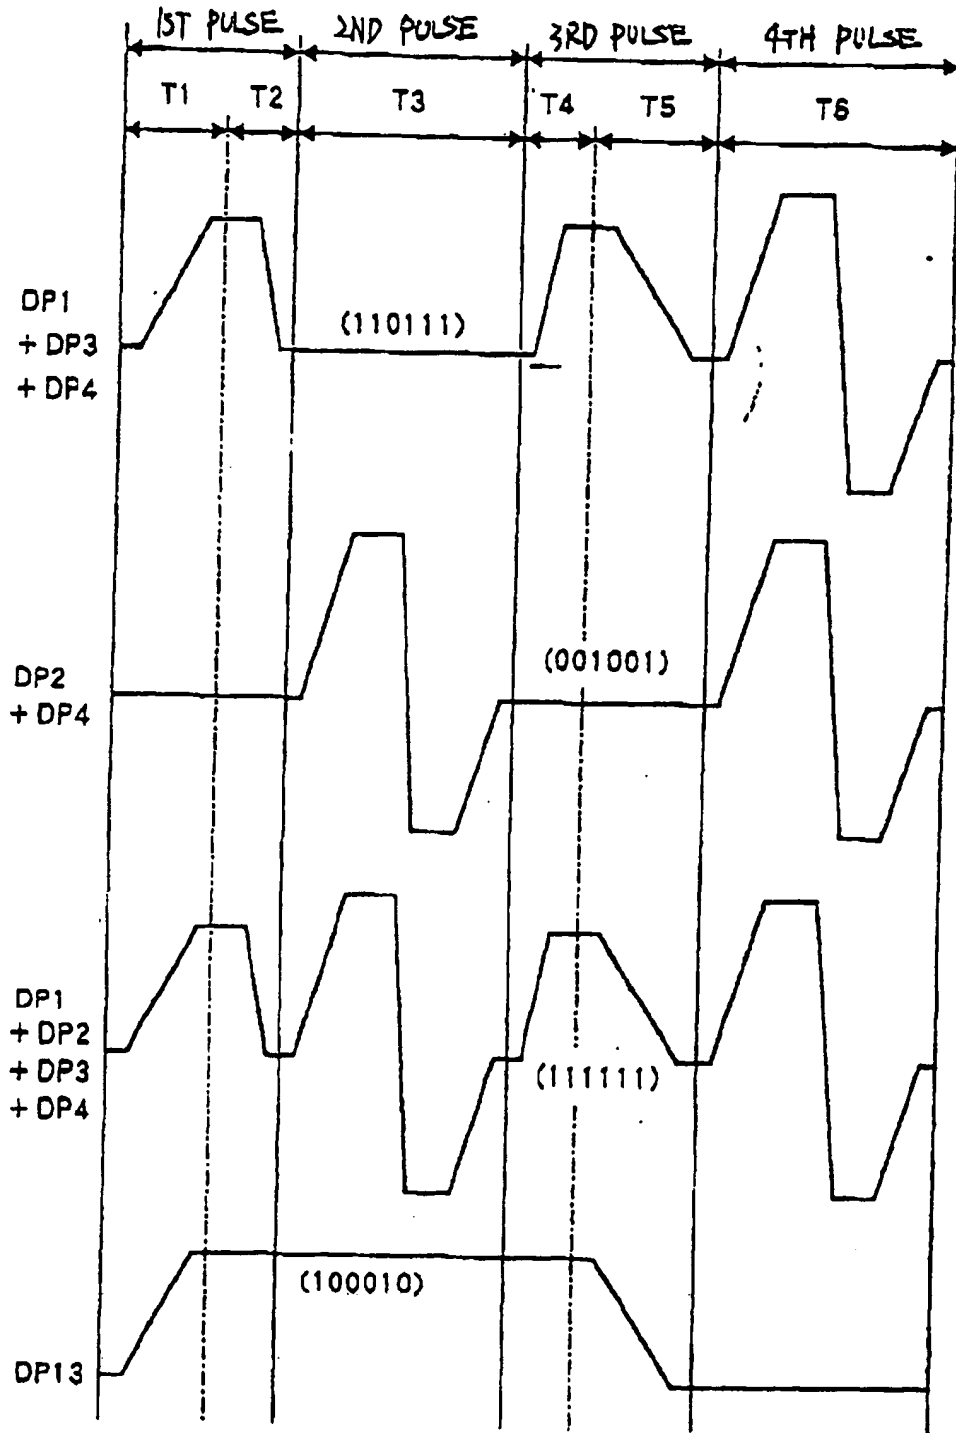 1ST PULSE 2ND PULSE 3RD PULSE 4TH PULSE
T1 T2 T3 T4 T5 T6
DP1
+ DP3
+ DP4
(110111)
DP2
+ DP4
(001001)
DP1
+ DP2
+ DP3
+ DP4
(111111)
(100010)
DP13